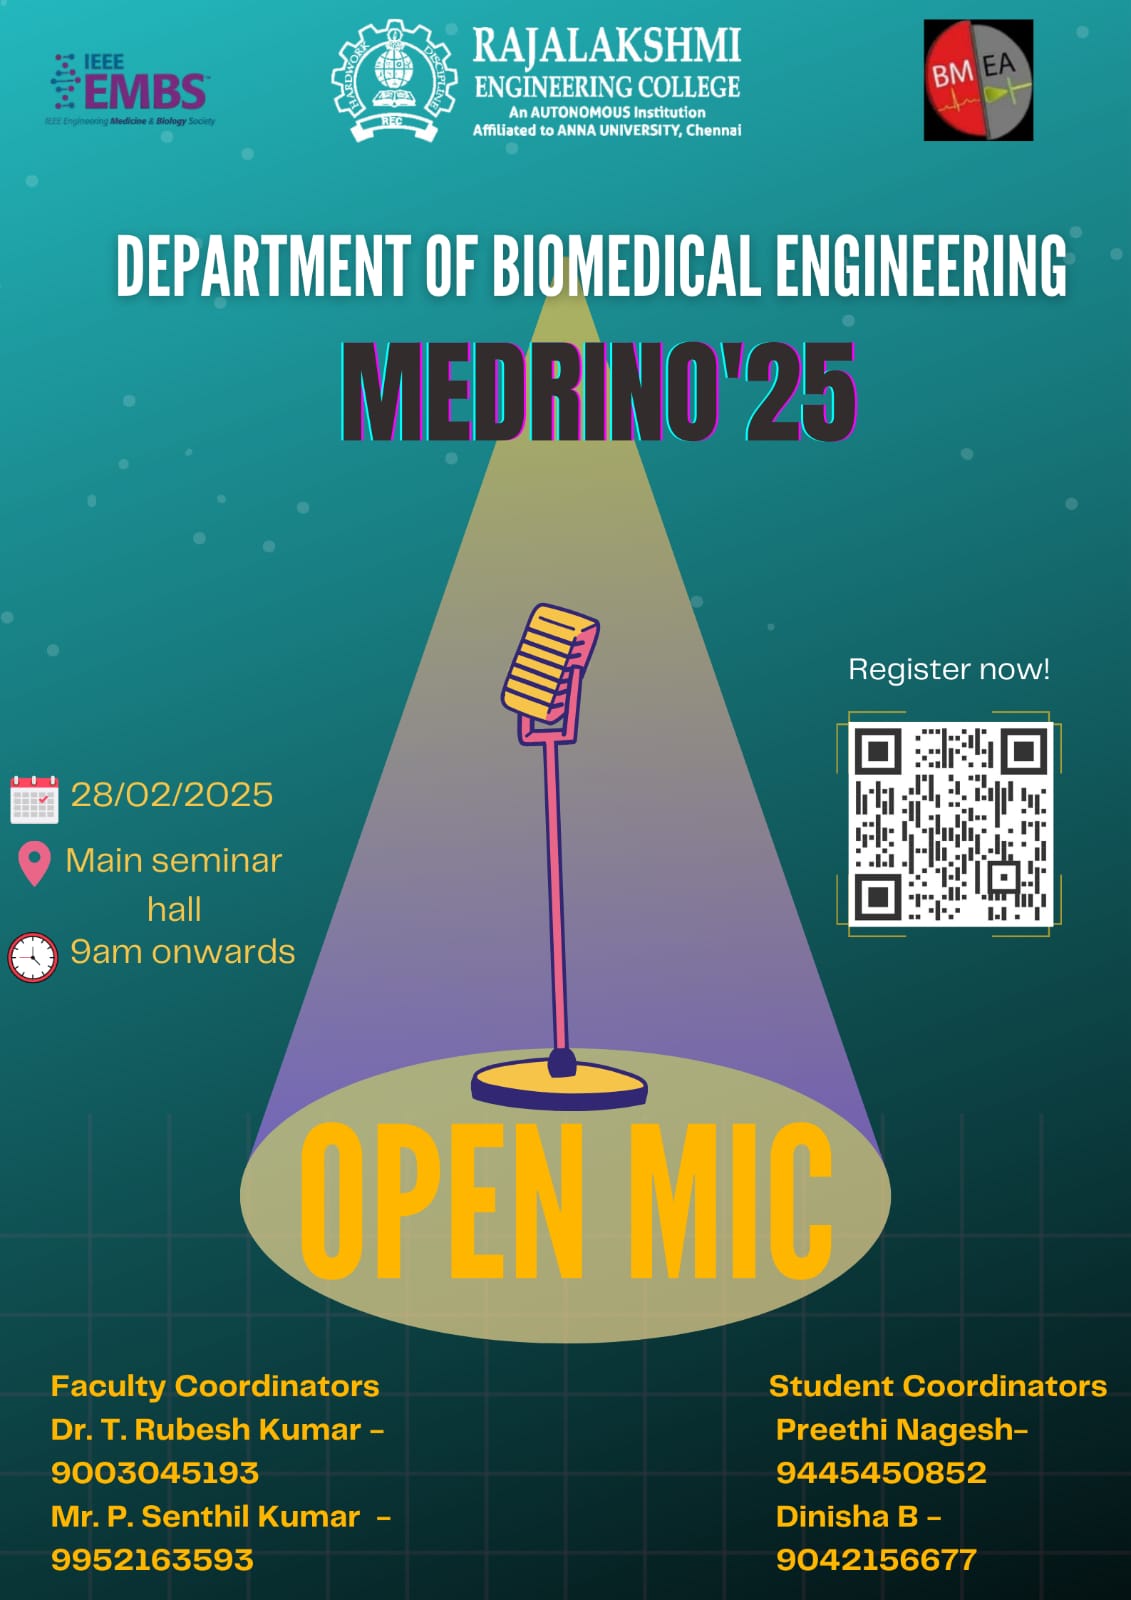 IEEE
EMBS
IEEE Engineering Medicine & Biology Society
HARDWORK
DISCIPLINE
REC
RAJALAKSHMI
ENGINEERING COLLEGE
An AUTONOMOUS Institution
Affiliated to ANNA UNIVERSITY, Chennai
BM EA
DEPARTMENT OF BIOMEDICAL ENGINEERING
MEDRINO'25
Register now!
28/02/2025
Main seminar
hall
9am onwards
OPEN MIC
Faculty Coordinators
Dr. T. Rubesh Kumar –
9003045193
Mr. P. Senthil Kumar –
9952163593
Student Coordinators
Preethi Nagesh–
9445450852
Dinisha B –
9042156677